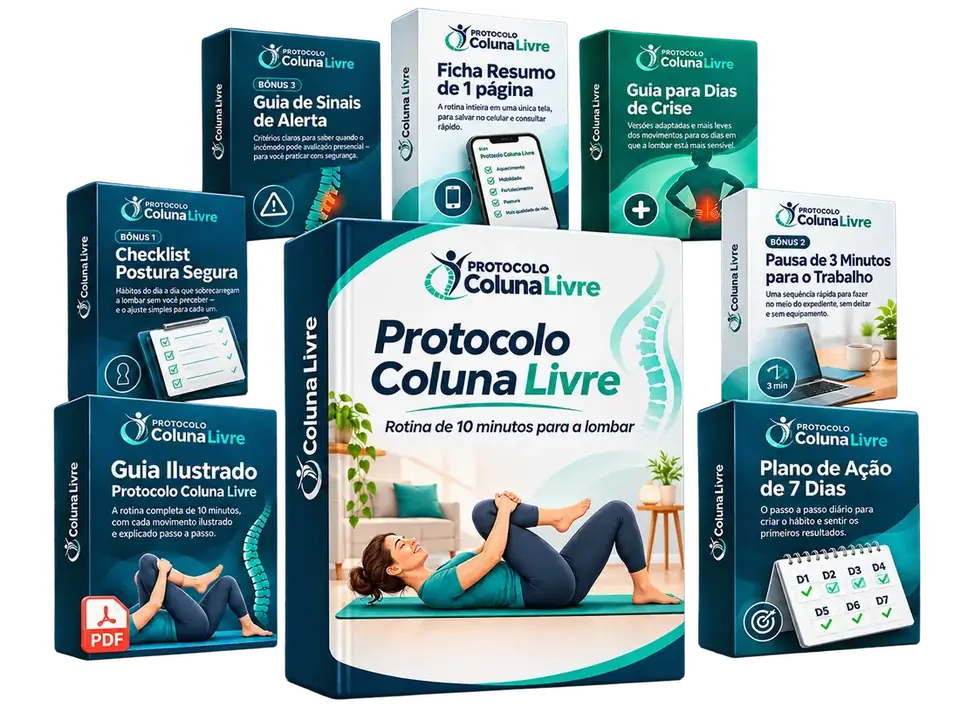 PROTOCOLO
Coluna Livre
BÔNUS 3
Guia de Sinais
de Alerta
Critérios claros para saber quando o
incômodo pode avaliação presencial —
para você praticar com segurança.
Coluna Livre
PROTOCOLO
Coluna Livre
Ficha Resumo
de 1 página
A rotina inteira em uma única tela,
para salvar no celular e consultar
rápido.
Protocolo Coluna Livre
Aquecimento
Mobilidade
Fortalecimento
Postura
Mais qualidade de vida
Coluna Livre
PROTOCOLO
Coluna Livre
Guia para Dias
de Crise
Versões adaptadas e mais leves
dos movimentos para os dias em
que a lombar está mais sensível.
Coluna Livre
PROTOCOLO
Coluna Livre
BÔNUS 1
Checklist
Postura Segura
Hábitos do dia a dia que sobrecarregam
a lombar sem você perceber —
e o ajuste simples para cada um.
Coluna Livre
PROTOCOLO
Coluna Livre
Protocolo
Coluna Livre
Rotina de 10 minutos para a lombar
Coluna Livre
PROTOCOLO
Coluna Livre
BÔNUS 2
Pausa de 3 Minutos
para o Trabalho
Uma sequência rápida para fazer
no meio do expediente, sem deitar
e sem equipamento.
3 min
Coluna Livre
PROTOCOLO
Coluna Livre
Guia Ilustrado
Protocolo Coluna Livre
A rotina completa de 10 minutos,
com cada movimento ilustrado
e explicado passo a passo.
PDF
Coluna Livre
PROTOCOLO
Coluna Livre
Plano de Ação
de 7 Dias
O passo a passo diário para
criar o hábito e sentir os
primeiros resultados.
D1 D2 D3 D4
D5 D6 D7
Coluna Livre